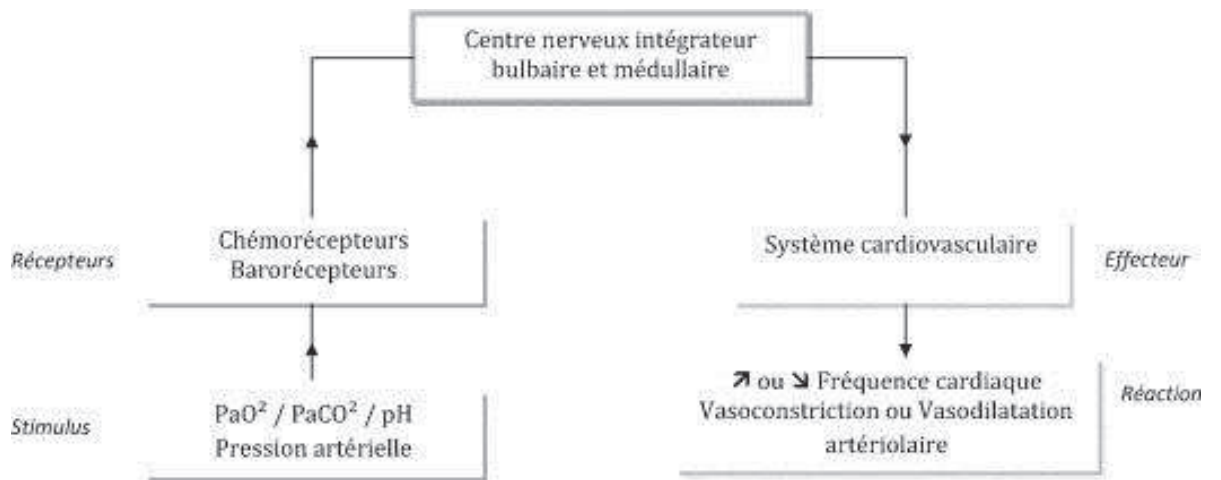 Centre nerveux intégrateur
bulbaire et médullaire
Récepteurs
Chémorécepteurs
Barorécepteurs
Système cardiovasculaire
Effecteur
Stimulus
PaO² / PaCO² / pH
Pression artérielle
↗ ou ↘ Fréquence cardiaque
Vasoconstriction ou Vasodilatation
artériolaire
Réaction